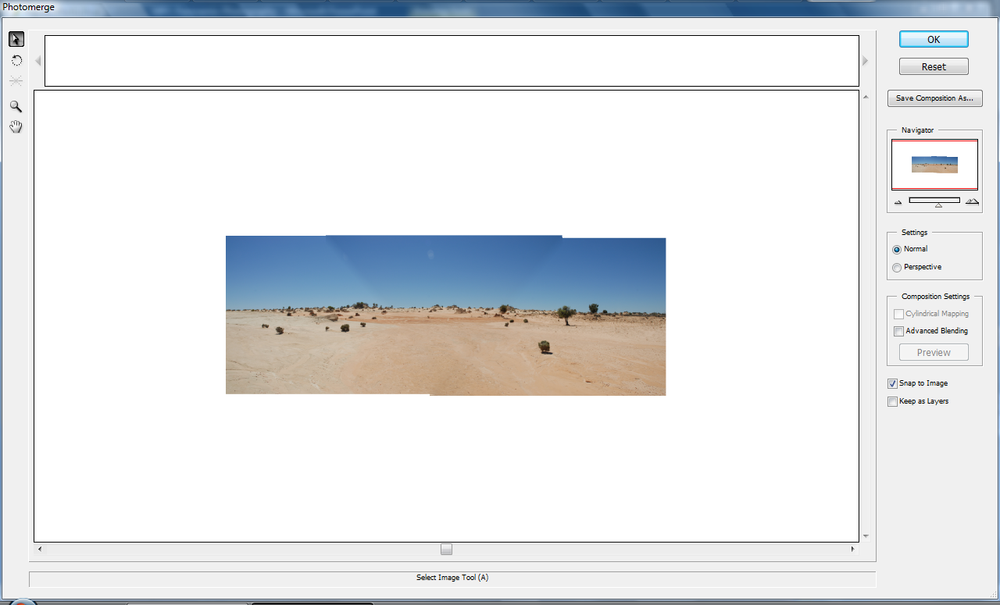 Photomerge
OK
Reset
Save Composition As...
Navigator
Settings
Normal
Perspective
Composition Settings
Cylindrical Mapping
Advanced Blending
Preview
Snap to Image
Keep as Layers
Select Image Tool (A)